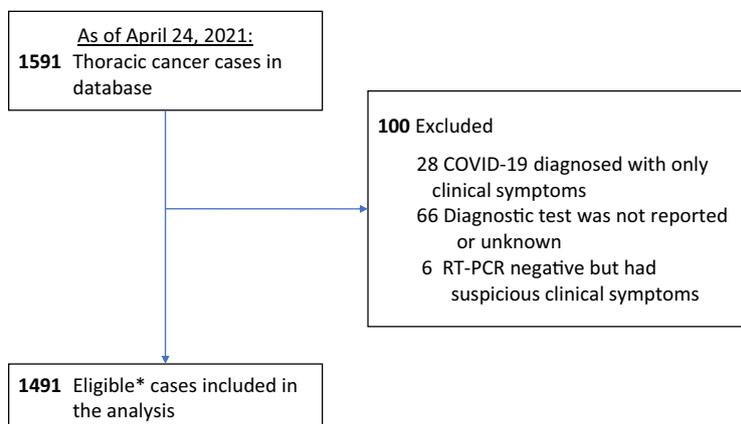 As of April 24, 2021:
1591 Thoracic cancer cases in
database
100 Excluded
28 COVID-19 diagnosed with only
clinical symptoms
66 Diagnostic test was not reported
or unknown
6 RT-PCR negative but had
suspicious clinical symptoms
1491 Eligible* cases included in
the analysis